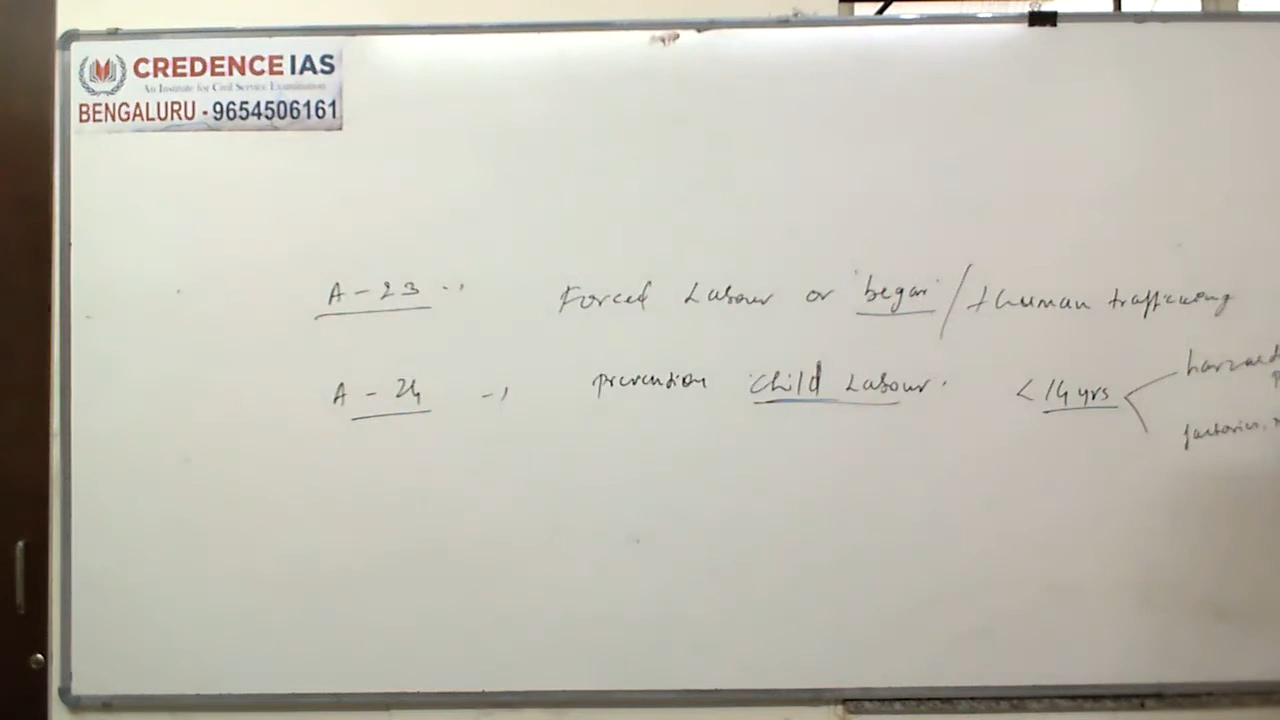 CREDENCE IAS
An Institute for Civil Service Examination
BENGALURU - 9654506161
A - 23 -, Forced Labour or 'begar' / Human trafficking
A - 24 -, prevention child Labour. < 14 yrs
factories,